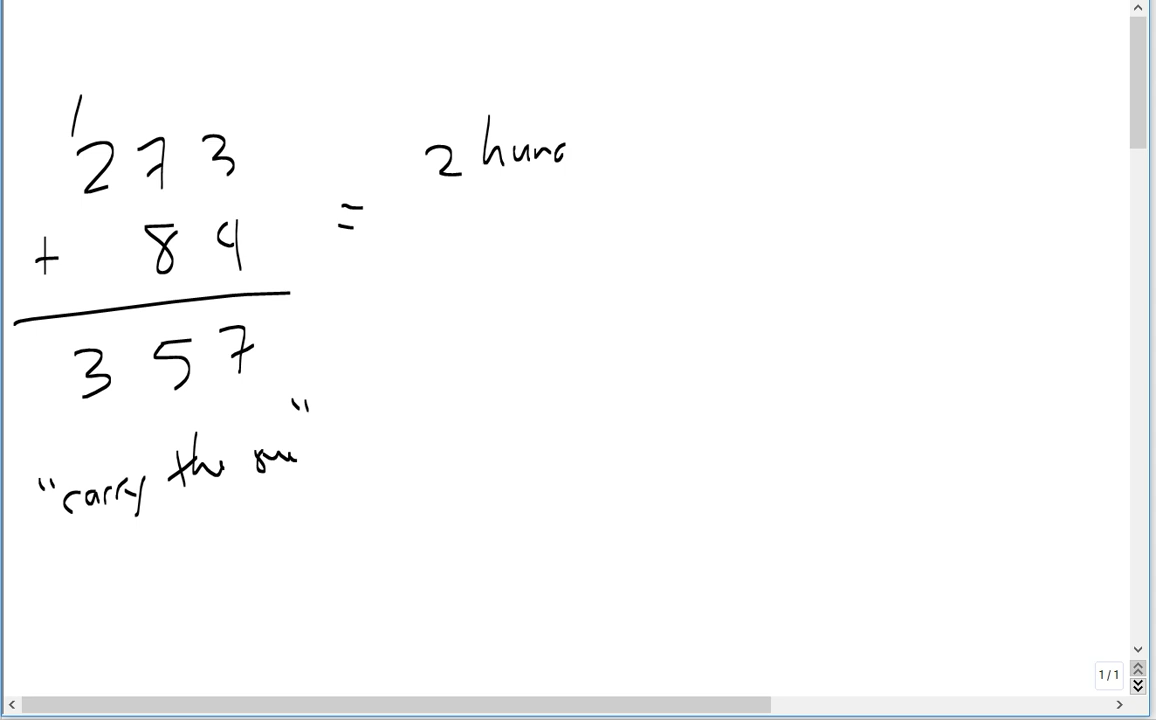 1
273
+ 84 = 2 hund
357
"carry the one"
1/1